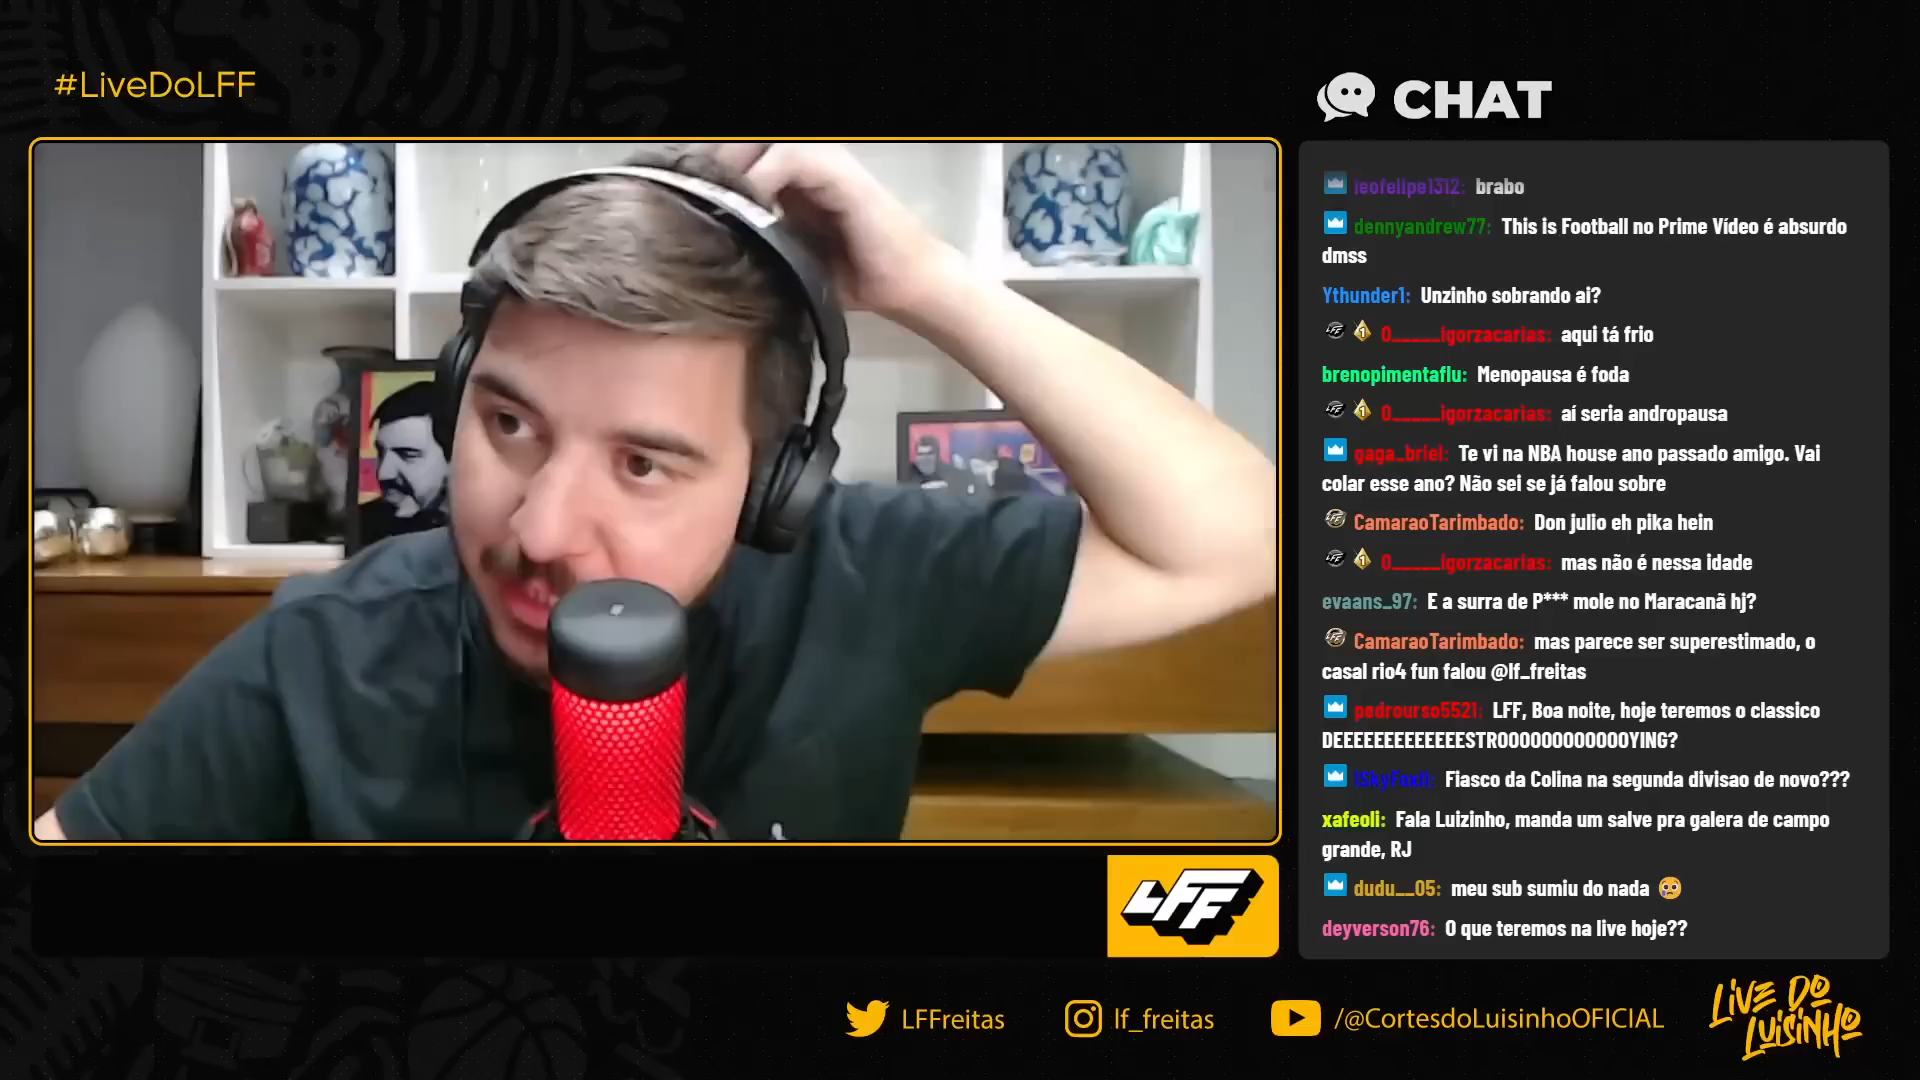 #LiveDoLFF
CHAT
leofelipe1312: brabo
dennyandrew77: This is Football no Prime Vídeo é absurdo
dmss
Ythunder1: Unzinho sobrando ai?
0_____igorzacarias: aqui tá frio
brenopimentaflu: Menopausa é foda
0_____igorzacarias: aí seria andropausa
gaga_briel: Te vi na NBA house ano passado amigo. Vai
colar esse ano? Não sei se já falou sobre
CamaraoTarimbado: Don julio eh pika hein
0_____igorzacarias: mas não é nessa idade
evaans_97: E a surra de P*** mole no Maracanã hj?
CamaraoTarimbado: mas parece ser superestimado, o
casal rio4 fun falou @lf_freitas
pedrourso5521: LFF, Boa noite, hoje teremos o classico
DEEEEEEEEEEEEESTROOOOOOOOOOOOYING?
Fiasco da Colina na segunda divisao de novo???
xafeoli: Fala Luizinho, manda um salve pra galera de campo
grande, RJ
dudu__05: meu sub sumiu do nada 😢
deyverson76: O que teremos na live hoje??
LFF
LFFreitas
lf_freitas
/@CortesdoLuisinhoOFICIAL
LiVE DO
LUiSiNHO